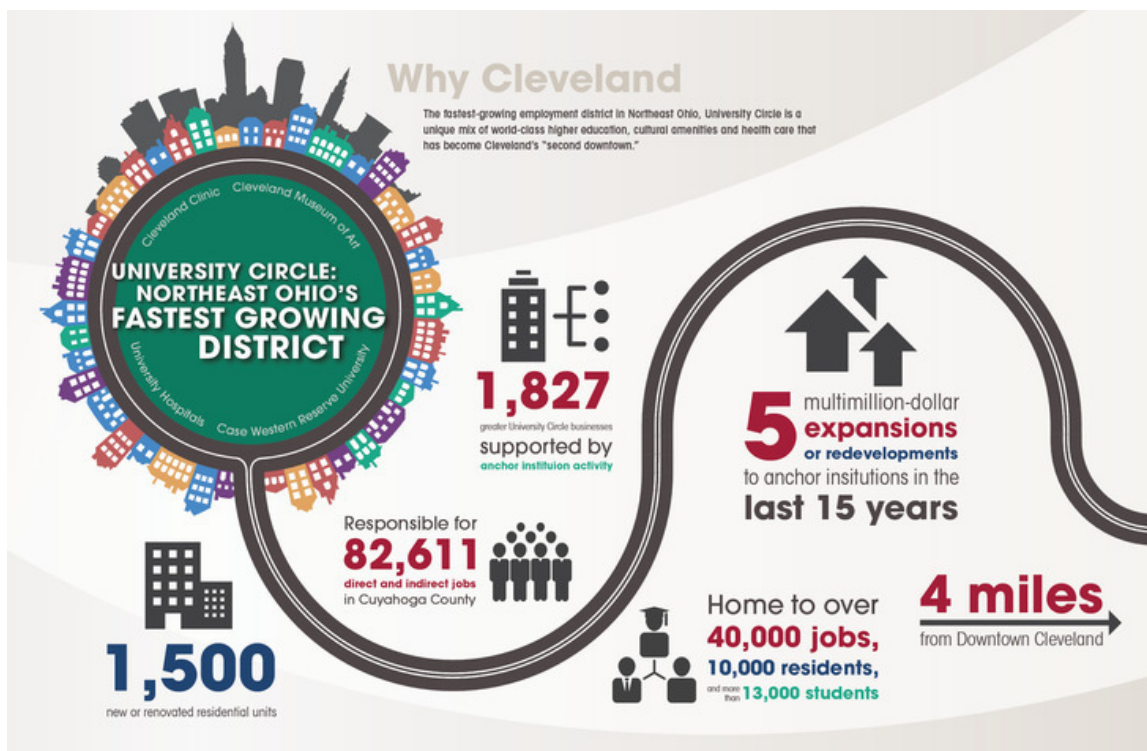 Why Cleveland
The fastest-growing employment district in Northeast Ohio, University Circle is a
unique mix of world-class higher education, cultural amenities and health care that
has become Cleveland's "second downtown."
Cleveland Clinic
Cleveland Museum of Art
UNIVERSITY CIRCLE:
NORTHEAST OHIO'S
FASTEST GROWING
DISTRICT
University Hospitals
Case Western Reserve University
1,827
greater University Circle businesses
supported by
anchor instituion activity
5
multimillion-dollar
expansions
or redevelopments
to anchor insitutions in the
last 15 years
Responsible for
82,611
direct and indirect jobs
in Cuyahoga County
1,500
new or renovated residential units
Home to over
40,000 jobs,
10,000 residents,
and more
than 13,000 students
4 miles
from Downtown Cleveland